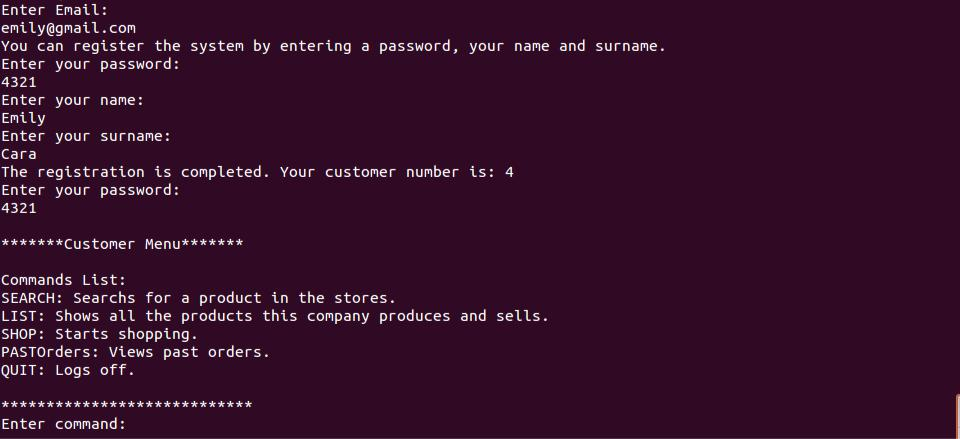 Enter Email:
emily@gmail.com
You can register the system by entering a password, your name and surname.
Enter your password:
4321
Enter your name:
Emily
Enter your surname:
Cara
The registration is completed. Your customer number is: 4
Enter your password:
4321
*******Customer Menu*******
Commands List:
SEARCH: Searchs for a product in the stores.
LIST: Shows all the products this company produces and sells.
SHOP: Starts shopping.
PASTOrders: Views past orders.
QUIT: Logs off.
****************************
Enter command: